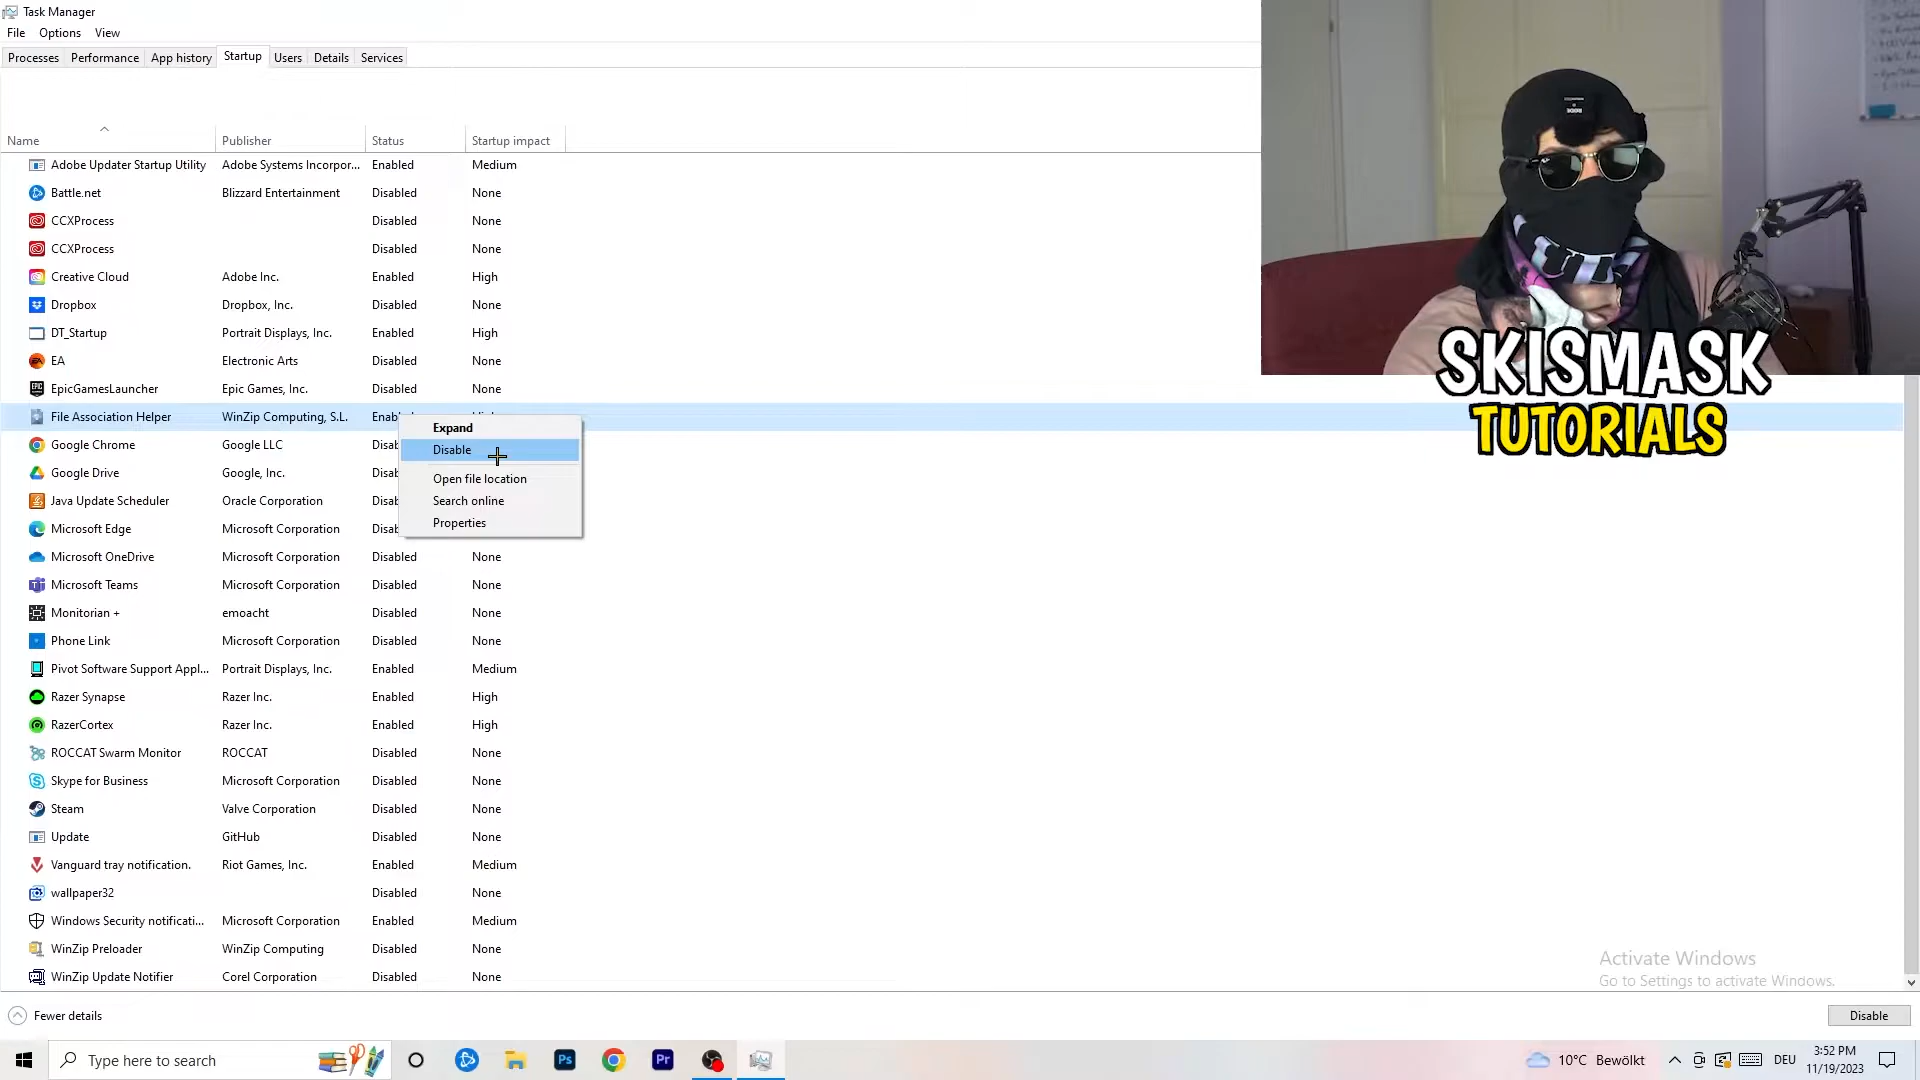 Task Manager
File Options View
Processes Performance App history Startup Users Details Services
Name Publisher Status Startup impact
Adobe Updater Startup Utility Adobe Systems Incorpor... Enabled Medium
Battle.net Blizzard Entertainment Disabled None
CCXProcess Disabled None
CCXProcess Disabled None
Creative Cloud Adobe Inc. Enabled High
Dropbox Dropbox, Inc. Disabled None
DT_Startup Portrait Displays, Inc. Enabled High
EA Electronic Arts Disabled None
EpicGamesLauncher Epic Games, Inc. Disabled None
File Association Helper WinZip Computing, S.L.
Google Chrome Google LLC
Google Drive Google, Inc.
Java Update Scheduler Oracle Corporation
Microsoft Edge Microsoft Corporation
Microsoft OneDrive Microsoft Corporation Disabled None
Microsoft Teams Microsoft Corporation Disabled None
Monitorian + emoacht Disabled None
Phone Link Microsoft Corporation Disabled None
Pivot Software Support Appl... Portrait Displays, Inc. Enabled Medium
Razer Synapse Razer Inc. Enabled High
RazerCortex Razer Inc. Enabled High
ROCCAT Swarm Monitor ROCCAT Disabled None
Skype for Business Microsoft Corporation Disabled None
Steam Valve Corporation Disabled None
Update GitHub Disabled None
Vanguard tray notification. Riot Games, Inc. Enabled Medium
wallpaper32 Disabled None
Windows Security notificati... Microsoft Corporation Enabled Medium
WinZip Preloader WinZip Computing Disabled None
WinZip Update Notifier Corel Corporation Disabled None
Expand
Disable
Open file location
Search online
Properties
SKISMASK
TUTORIALS
Activate Windows
Go to Settings to activate Windows.
Fewer details Disable
Type here to search
Ps
Pr
10°C Bewölkt
DEU
3:52 PM
11/19/2023